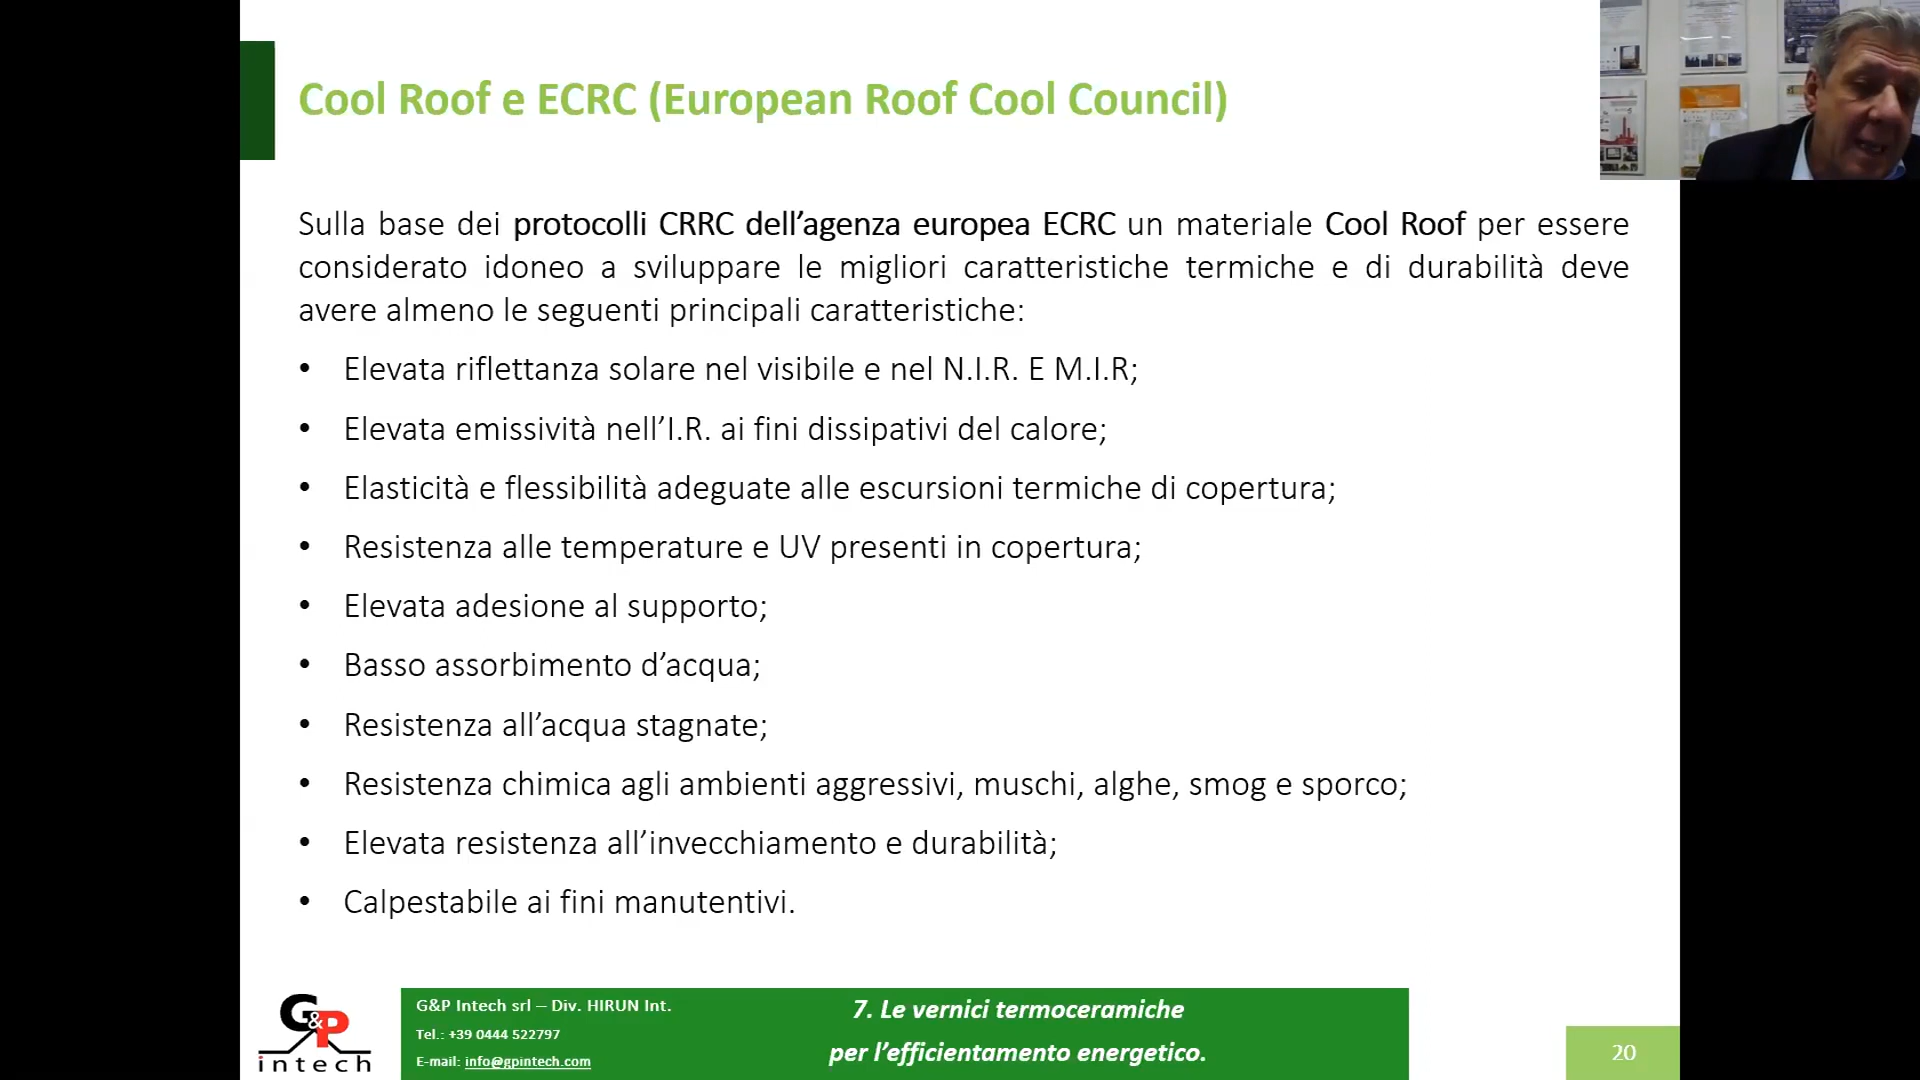 Cool Roof e ECRC (European Roof Cool Council)
Sulla base dei protocolli CRRC dell’agenza europea ECRC un materiale Cool Roof per essere
considerato idoneo a sviluppare le migliori caratteristiche termiche e di durabilità deve
avere almeno le seguenti principali caratteristiche:
• Elevata riflettanza solare nel visibile e nel N.I.R. E M.I.R;
• Elevata emissività nell’I.R. ai fini dissipativi del calore;
• Elasticità e flessibilità adeguate alle escursioni termiche di copertura;
• Resistenza alle temperature e UV presenti in copertura;
• Elevata adesione al supporto;
• Basso assorbimento d’acqua;
• Resistenza all’acqua stagnate;
• Resistenza chimica agli ambienti aggressivi, muschi, alghe, smog e sporco;
• Elevata resistenza all’invecchiamento e durabilità;
• Calpestabile ai fini manutentivi.
G&P
intech
G&P Intech srl – Div. HIRUN Int.
Tel.: +39 0444 522797
E-mail: info@gpintech.com
7. Le vernici termoceramiche
per l’efficientamento energetico.
20